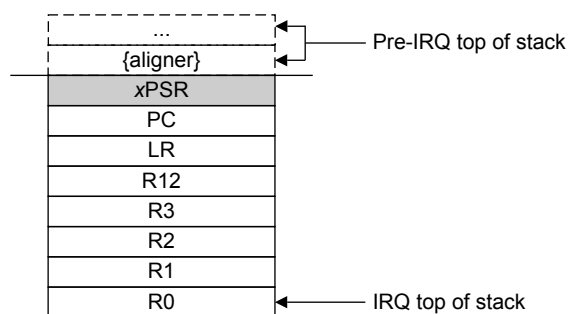 ...
Pre-IRQ top of stack
{aligner}
xPSR
PC
LR
R12
R3
R2
R1
R0
IRQ top of stack